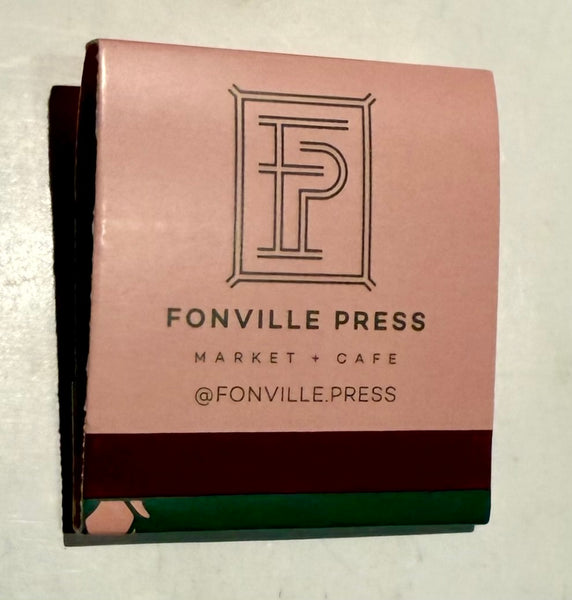 FP
FONVILLE PRESS
MARKET + CAFE
@FONVILLE.PRESS